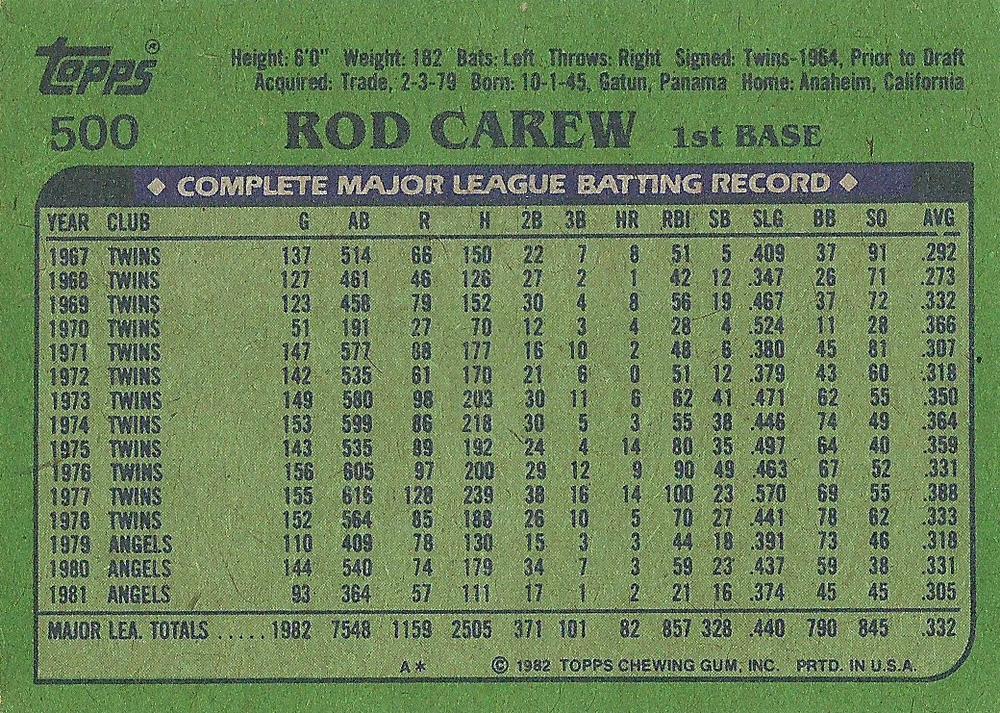 Topps®
Height: 6'0" Weight: 182 Bats: Left Throws: Right Signed: Twins-1964, Prior to Draft
Acquired: Trade, 2-3-79 Born: 10-1-45, Gatun, Panama Home: Anaheim, California
500 ROD CAREW 1st BASE
◆ COMPLETE MAJOR LEAGUE BATTING RECORD ◆
YEAR CLUB G AB R H 2B 3B HR RBI SB SLG BB SO AVG
1967 TWINS 137 514 66 150 22 7 8 51 5 .409 37 91 .292
1968 TWINS 127 461 46 126 27 2 1 42 12 .347 26 71 .273
1969 TWINS 123 458 79 152 30 4 8 56 19 .467 37 72 .332
1970 TWINS 51 191 27 70 12 3 4 28 4 .524 11 28 .366
1971 TWINS 147 577 88 177 16 10 2 48 6 .380 45 81 .307
1972 TWINS 142 535 61 170 21 6 0 51 12 .379 43 60 .318
1973 TWINS 149 580 98 203 30 11 6 62 41 .471 62 55 .350
1974 TWINS 153 599 86 218 30 5 3 55 38 .446 74 49 .364
1975 TWINS 143 535 89 192 24 4 14 80 35 .497 64 40 .359
1976 TWINS 156 605 97 200 29 12 9 90 49 .463 67 52 .331
1977 TWINS 155 616 128 239 38 16 14 100 23 .570 69 55 .388
1978 TWINS 152 564 85 188 26 10 5 70 27 .441 78 62 .333
1979 ANGELS 110 409 78 130 15 3 3 44 18 .391 73 46 .318
1980 ANGELS 144 540 74 179 34 7 3 59 23 .437 59 38 .331
1981 ANGELS 93 364 57 111 17 1 2 21 16 .374 45 45 .305
MAJOR LEA. TOTALS ..... 1982 7548 1159 2505 371 101 82 857 328 .440 790 845 .332
A* © 1982 TOPPS CHEWING GUM, INC. PRTD. IN U.S.A.